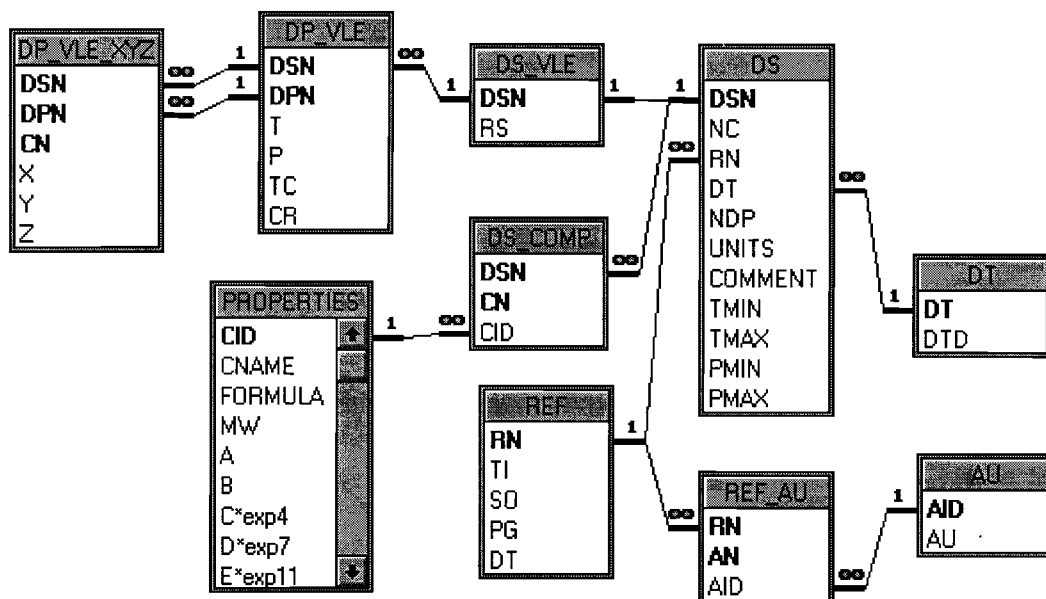 DP_VLE_XYZ
DSN
DPN
CN
X
Y
Z
∞
1
∞
1
DP_VLE
DSN
DPN
T
P
TC
CR
∞
1
DS_VLE
DSN
RS
1
1
DS
DSN
NC
RN
DT
NDP
UNITS
COMMENT
TMIN
TMAX
PMIN
PMAX
∞
∞
1
DT
DT
DTD
DS_COMP
DSN
CN
CID
∞
PROPERTIES
CID
CNAME
FORMULA
MW
A
B
C*exp4
D*exp7
E*exp11
1
∞
REF
RN
TI
SO
PG
DT
1
∞
REF_AU
RN
AN
AID
∞
1
AU
AID
AU